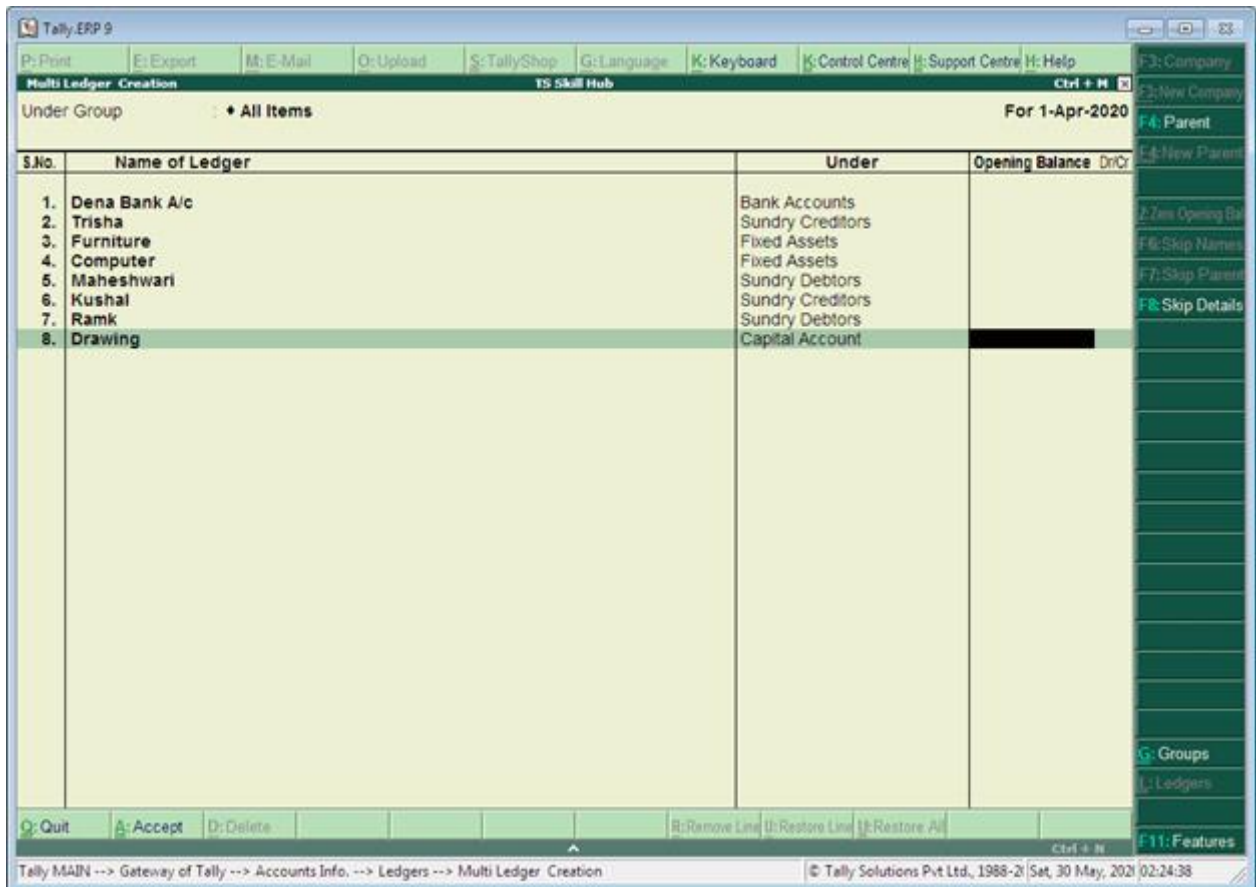 Tally.ERP 9
P: Print E: Export M: E-Mail O: Upload S: TallyShop G: Language K: Keyboard K: Control Centre H: Support Centre H: Help
F3: Company
Multi Ledger Creation TS Skill Hub Ctrl + M
F3: New Company
Under Group : ♦ All Items For 1-Apr-2020
F4: Parent
F4: New Parent
S.No. Name of Ledger Under Opening Balance Dr/Cr
1. Dena Bank A/c Bank Accounts
2. Trisha Sundry Creditors
Z: Zero Opening Bal
3. Furniture Fixed Assets
F6: Skip Names
4. Computer Fixed Assets
5. Maheshwari Sundry Debtors
F7: Skip Parent
6. Kushal Sundry Creditors
F8: Skip Details
7. Ramk Sundry Debtors
8. Drawing Capital Account
G: Groups
L: Ledgers
Q: Quit A: Accept D: Delete R: Remove Line U: Restore Line U: Restore All
F11: Features
Ctrl + N
Tally MAIN --> Gateway of Tally --> Accounts Info. --> Ledgers --> Multi Ledger Creation © Tally Solutions Pvt Ltd., 1988-2 Sat, 30 May, 202 02:24:38